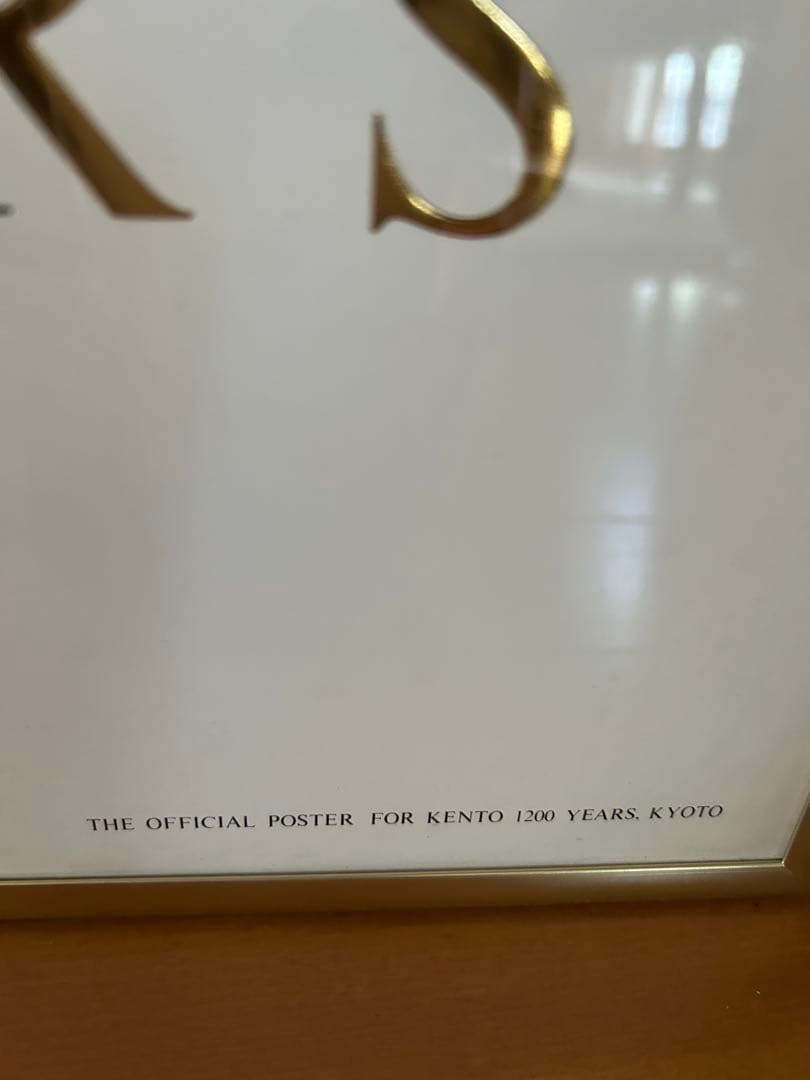 R S
THE OFFICIAL POSTER FOR KENTO 1200 YEARS, KYOTO